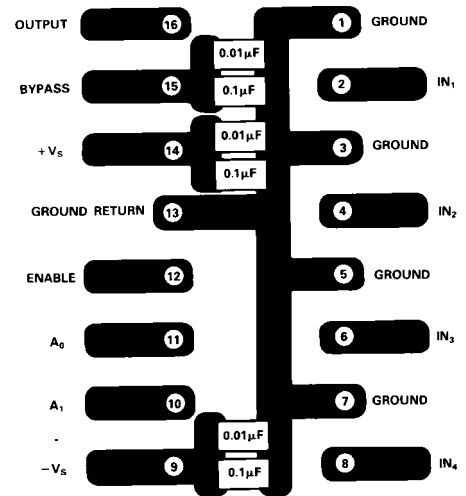 OUTPUT 16 1 GROUND
0.01µF
BYPASS 15 0.1µF 2 IN₁
0.01µF
+Vₛ 14 3 GROUND
0.1µF
GROUND RETURN 13 4 IN₂
ENABLE 12 5 GROUND
A₀ 11 6 IN₃
A₁ 10 7 GROUND
0.01µF
-
−Vₛ 9 0.1µF 8 IN₄